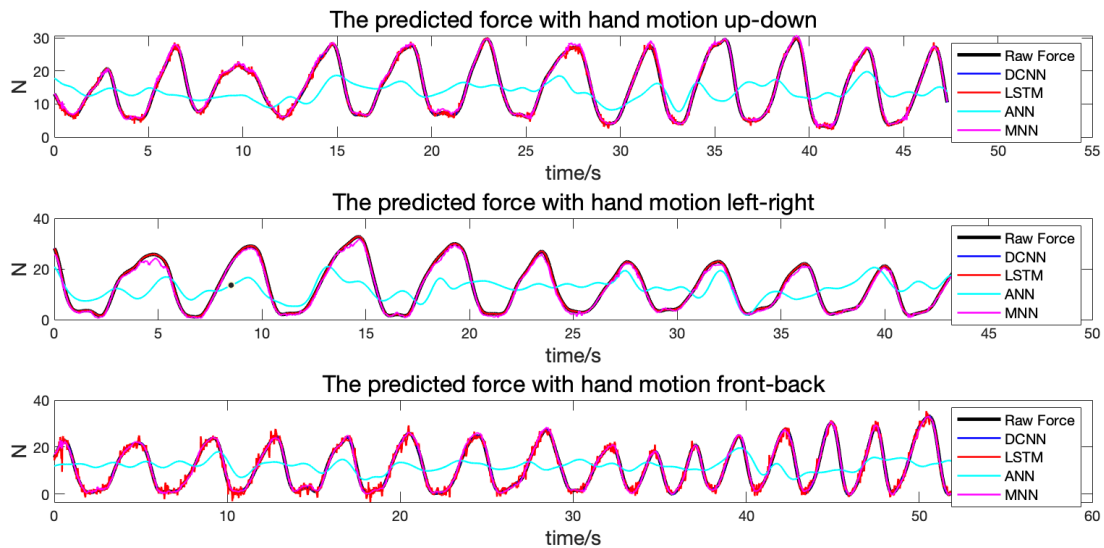 The predicted force with hand motion up-down
30
20
10
0
N
Raw Force
DCNN
LSTM
ANN
MNN
0 5 10 15 20 25 30 35 40 45 50 55
time/s
The predicted force with hand motion left-right
40
20
0
N
Raw Force
DCNN
LSTM
ANN
MNN
0 5 10 15 20 25 30 35 40 45 50
time/s
The predicted force with hand motion front-back
40
20
0
N
Raw Force
DCNN
LSTM
ANN
MNN
0 10 20 30 40 50 60
time/s